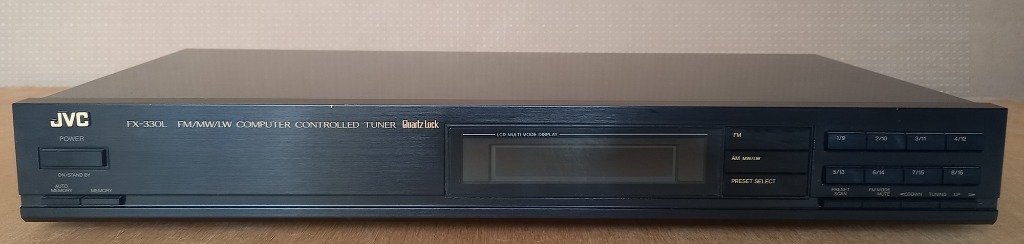 JVC
FX-330L FM/MW/LW COMPUTER CONTROLLED TUNER Quartz Lock
POWER
ON/STAND BY
AUTO MEMORY
MEMORY
LCD MULTI MODE DISPLAY
FM
AM MW/LW
PRESET SELECT
1/9 2/10 3/11 4/12
5/13 6/14 7/15 8/16
PRESET SCAN
FM MODE MUTE
DOWN TUNING UP